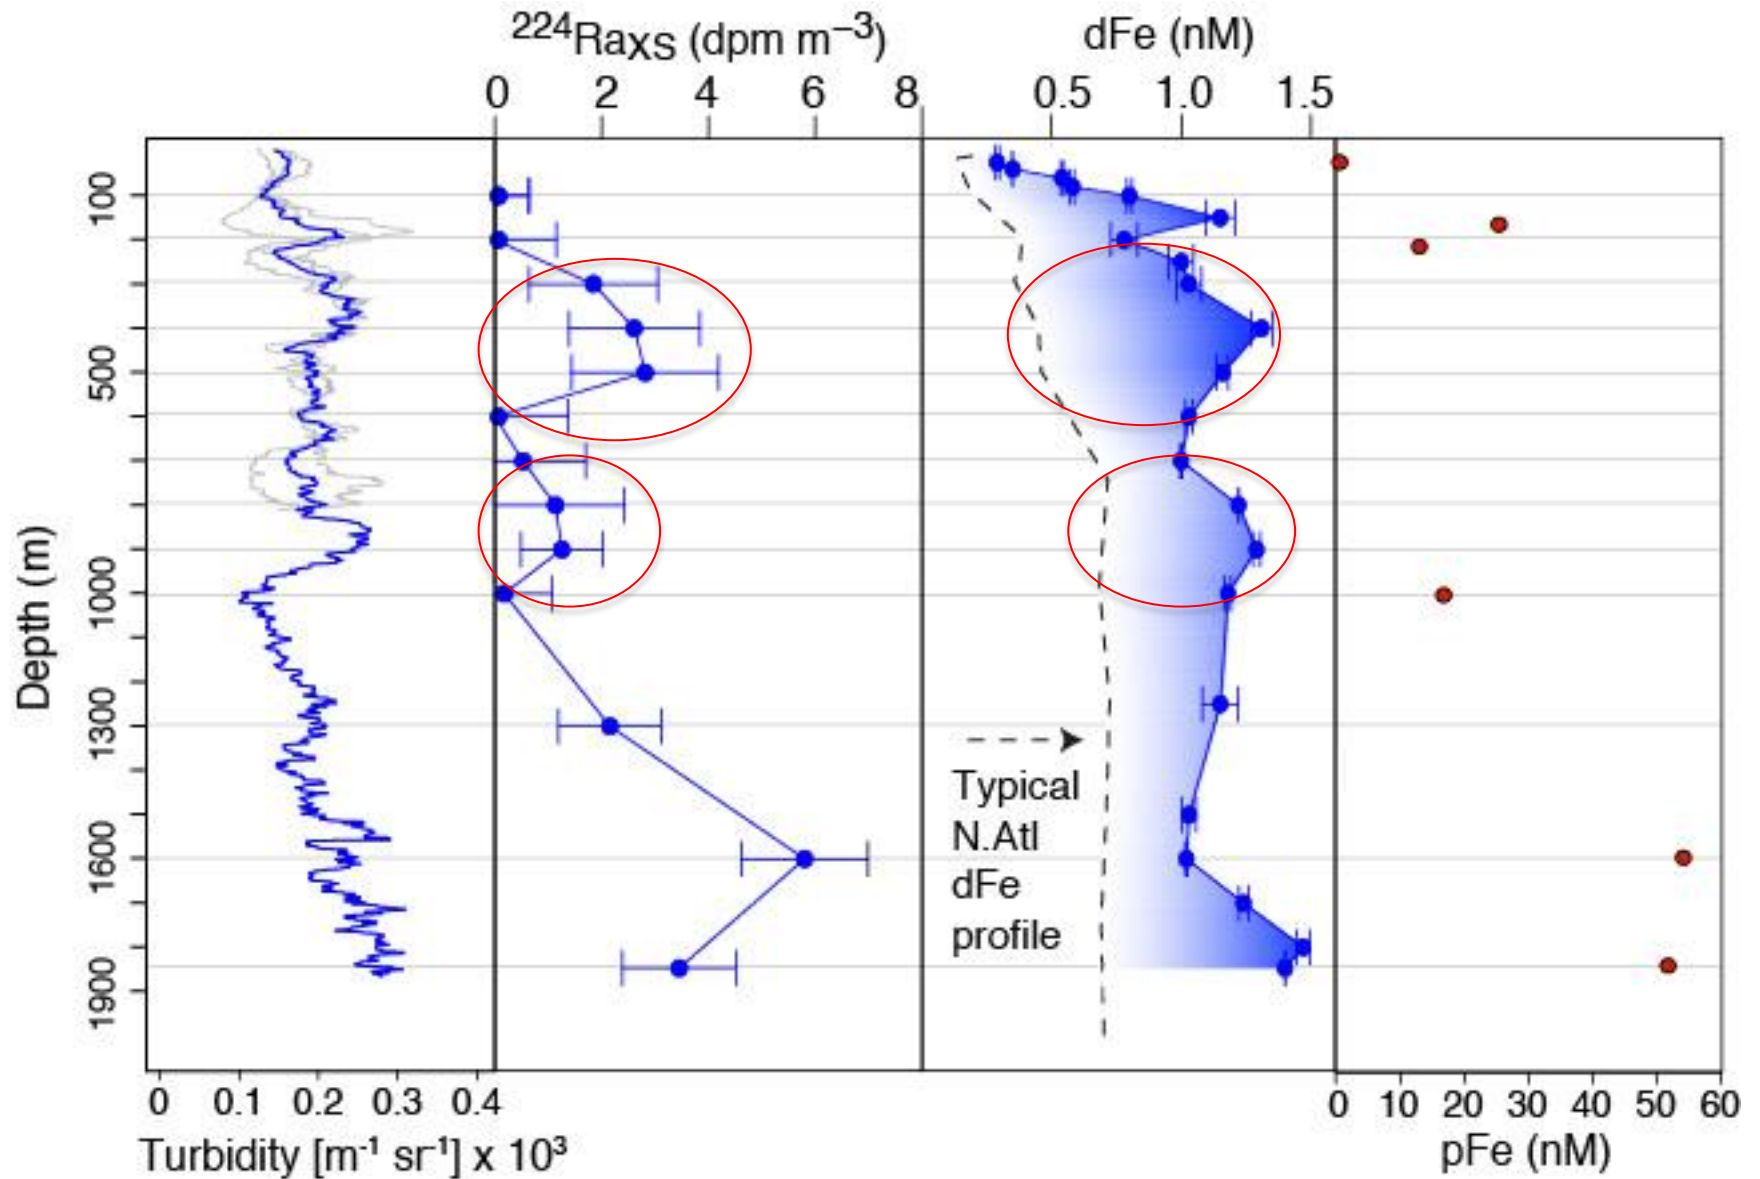 ²²⁴Raxs (dpm m⁻³)
dFe (nM)
0 2 4 6 8
0.5 1.0 1.5
Depth (m)
100
500
1000
1300
1600
1900
Typical
N.Atl
dFe
profile
0 0.1 0.2 0.3 0.4
Turbidity [m⁻¹ sr⁻¹] x 10³
0 10 20 30 40 50 60
pFe (nM)